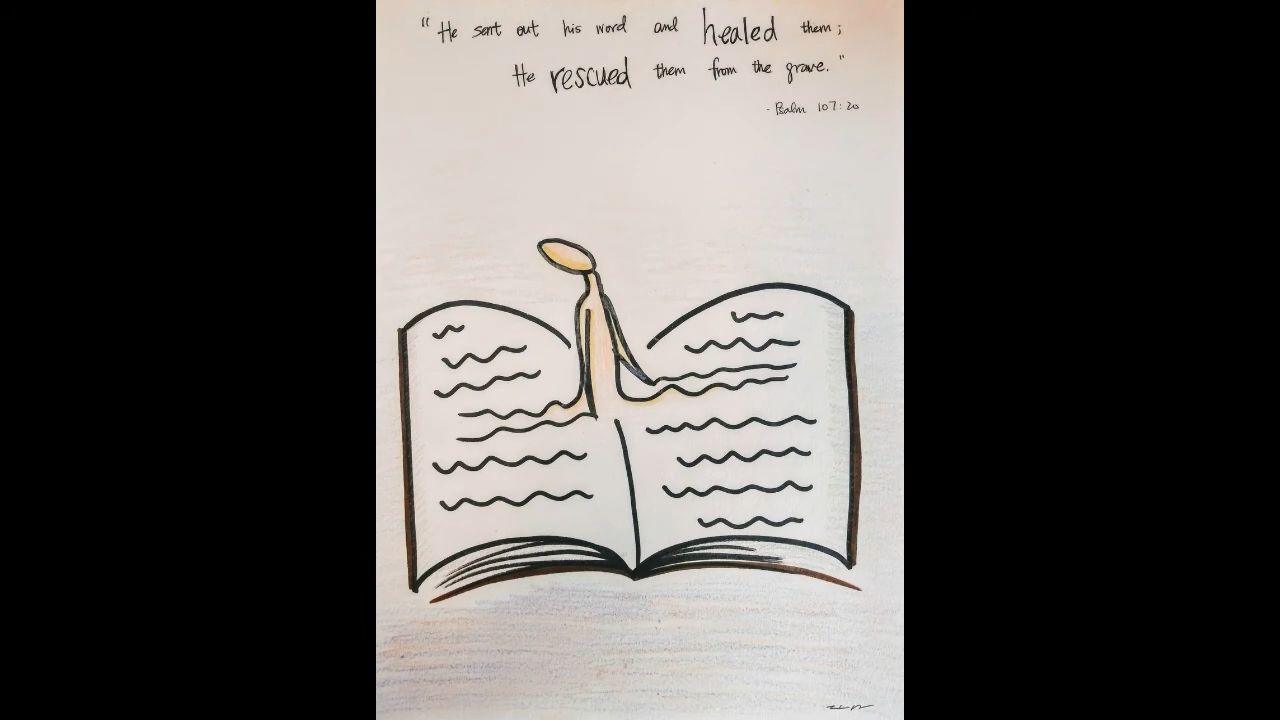 "He sent out his word and healed them;
He rescued them from the grave."
- Psalm 107:20